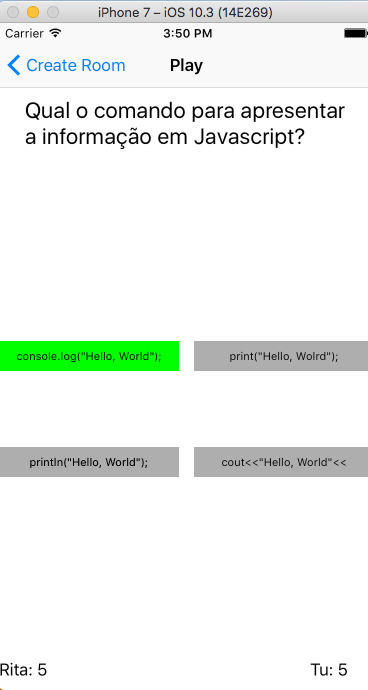 iPhone 7 – iOS 10.3 (14E269)
Carrier 3:50 PM
Create Room Play
Qual o comando para apresentar
a informação em Javascript?
console.log("Hello, World"); print("Hello, Wolrd");
println("Hello, World"); cout<<"Hello, World"<<
Rita: 5 Tu: 5